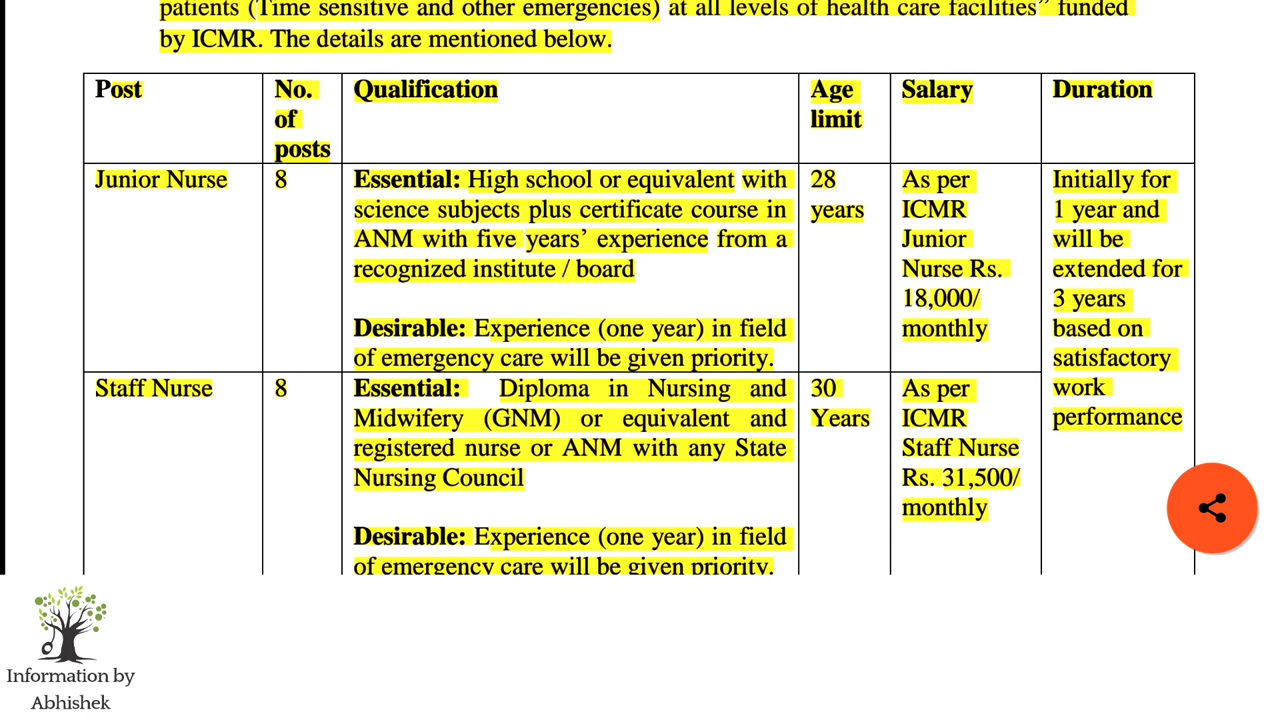 patients (Time sensitive and other emergencies) at all levels of health care facilities” funded
by ICMR. The details are mentioned below.
Post
No.
of
posts
Qualification
Age
limit
Salary
Duration
Junior Nurse
8
Essential: High school or equivalent with
science subjects plus certificate course in
ANM with five years’ experience from a
recognized institute / board
Desirable: Experience (one year) in field
of emergency care will be given priority.
28
years
As per
ICMR
Junior
Nurse Rs.
18,000/
monthly
Initially for
1 year and
will be
extended for
3 years
based on
satisfactory
work
performance
Staff Nurse
8
Essential: Diploma in Nursing and
Midwifery (GNM) or equivalent and
registered nurse or ANM with any State
Nursing Council
Desirable: Experience (one year) in field
of emergency care will be given priority.
30
Years
As per
ICMR
Staff Nurse
Rs. 31,500/
monthly
Information by
Abhishek